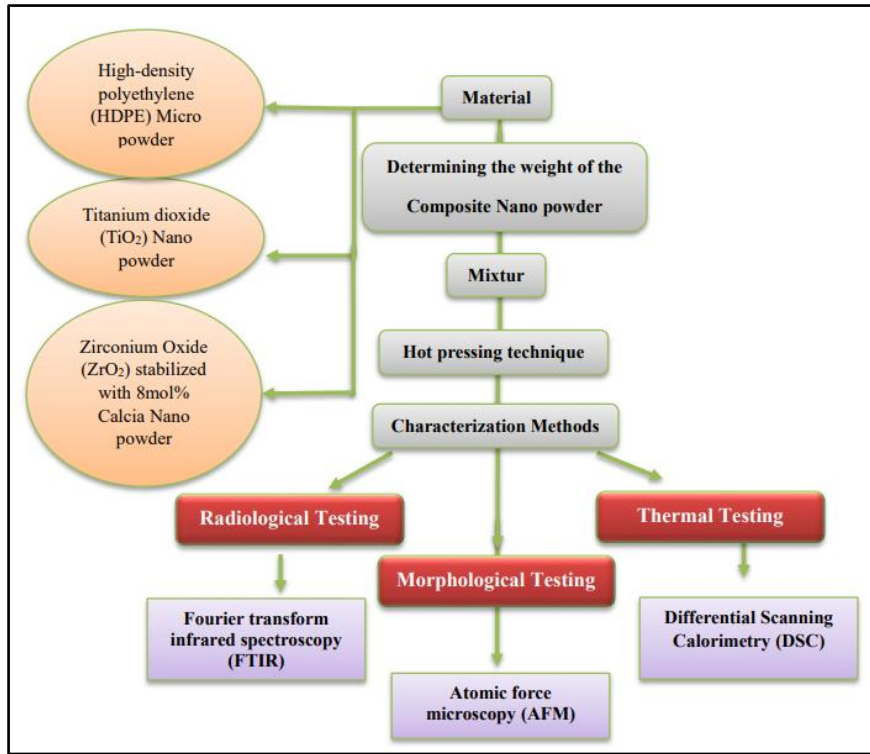 High-density
polyethylene
(HDPE) Micro
powder
Titanium dioxide
(TiO₂) Nano
powder
Zirconium Oxide
(ZrO₂) stabilized
with 8mol%
Calcia Nano
powder
Material
Determining the weight of the
Composite Nano powder
Mixtur
Hot pressing technique
Characterization Methods
Radiological Testing
Morphological Testing
Thermal Testing
Fourier transform
infrared spectroscopy
(FTIR)
Atomic force
microscopy (AFM)
Differential Scanning
Calorimetry (DSC)